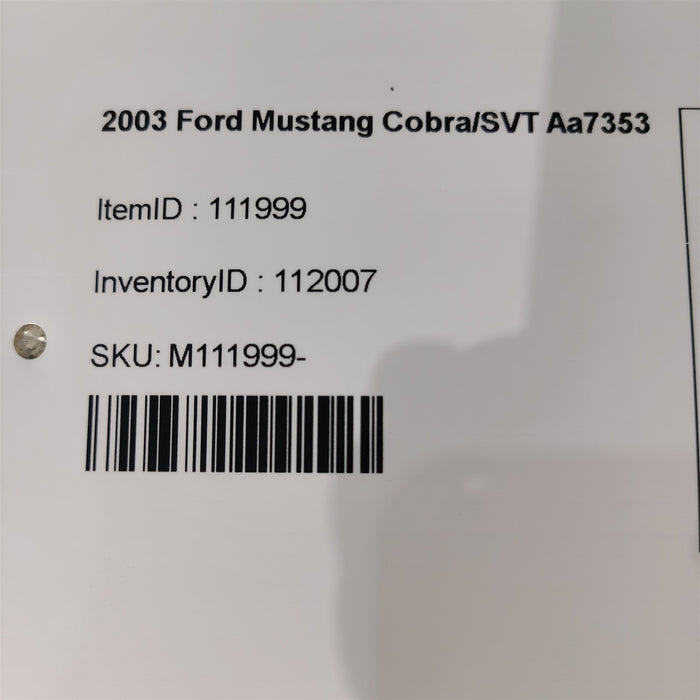 2003 Ford Mustang Cobra/SVT Aa7353
ItemID : 111999
InventoryID : 112007
SKU: M111999-